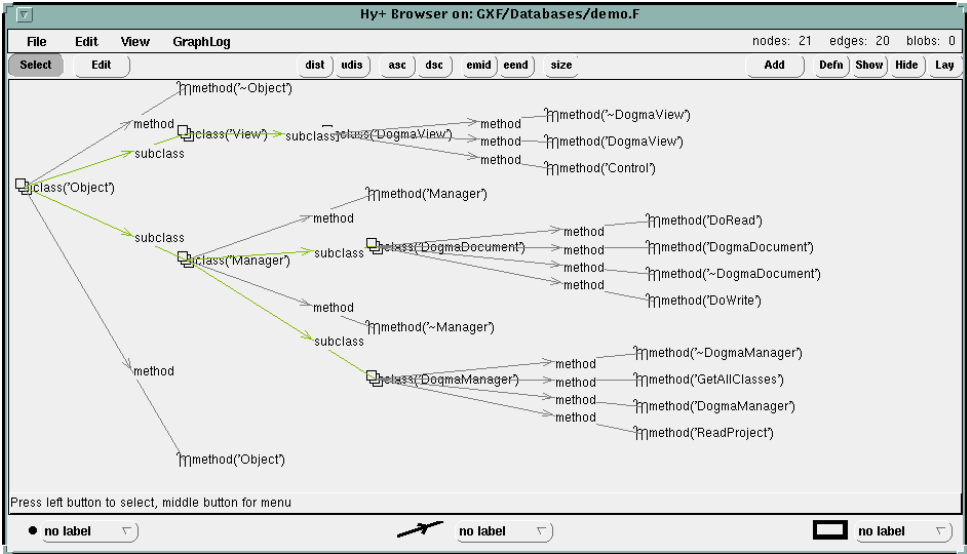 Hy+ Browser on: GXF/Databases/demo.F
File Edit View GraphLog nodes: 21 edges: 20 blobs: 0
Select Edit dist udis asc dsc emid eend size Add Defn Show Hide Lay
method('~Object)
method
class('View')
subclass
class('DogmaView')
method
method('~DogmaView)
method
method('DogmaView)
method
method('Control)
subclass
class('Object')
method('Manager')
method
subclass
class('Manager')
subclass
class('DogmaDocument')
method
method('DoRead')
method
method('DogmaDocument')
method
method('~DogmaDocument')
method
method('DoWrite')
method
method('~Manager')
subclass
class('DogmaManager')
method
method('~DogmaManager')
method
method('GetAllClasses')
method
method('DogmaManager')
method
method('ReadProject')
method
method('Object')
Press left button to select, middle button for menu
no label no label no label